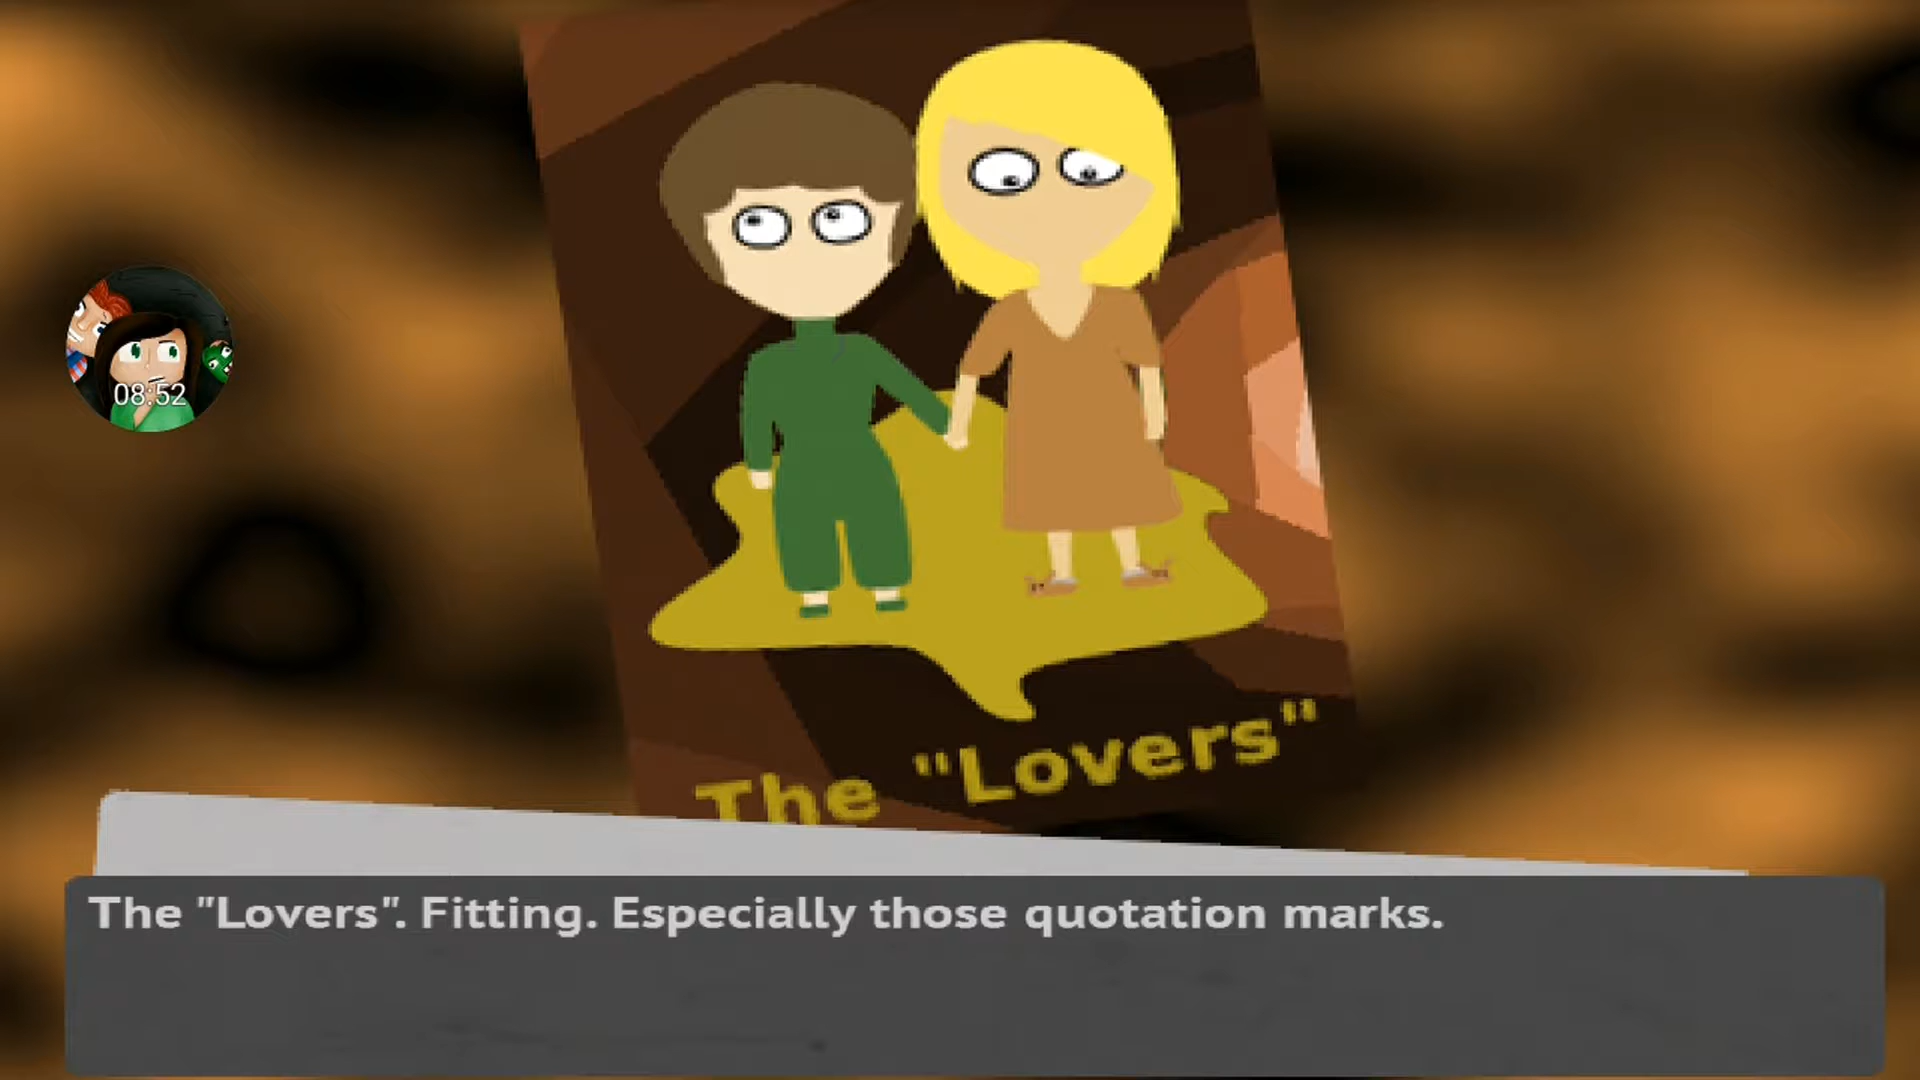 08:52
The "Lovers"
The "Lovers". Fitting. Especially those quotation marks.